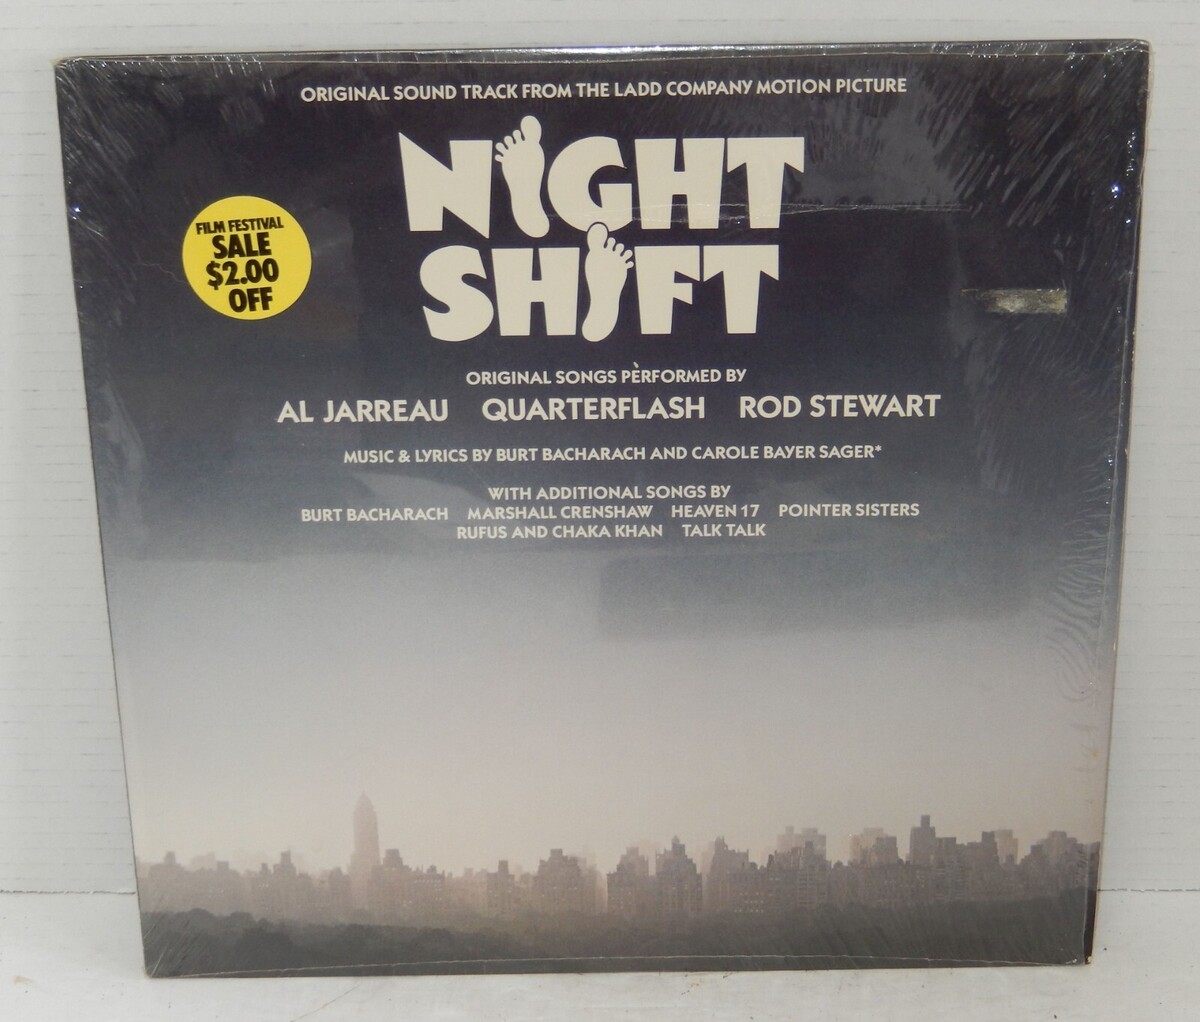 ORIGINAL SOUND TRACK FROM THE LADD COMPANY MOTION PICTURE
NIGHT
SHIFT
FILM FESTIVAL
SALE
$2.00
OFF
ORIGINAL SONGS PERFORMED BY
AL JARREAU QUARTERFLASH ROD STEWART
MUSIC & LYRICS BY BURT BACHARACH AND CAROLE BAYER SAGER*
WITH ADDITIONAL SONGS BY
BURT BACHARACH MARSHALL CRENSHAW HEAVEN 17 POINTER SISTERS
RUFUS AND CHAKA KHAN TALK TALK